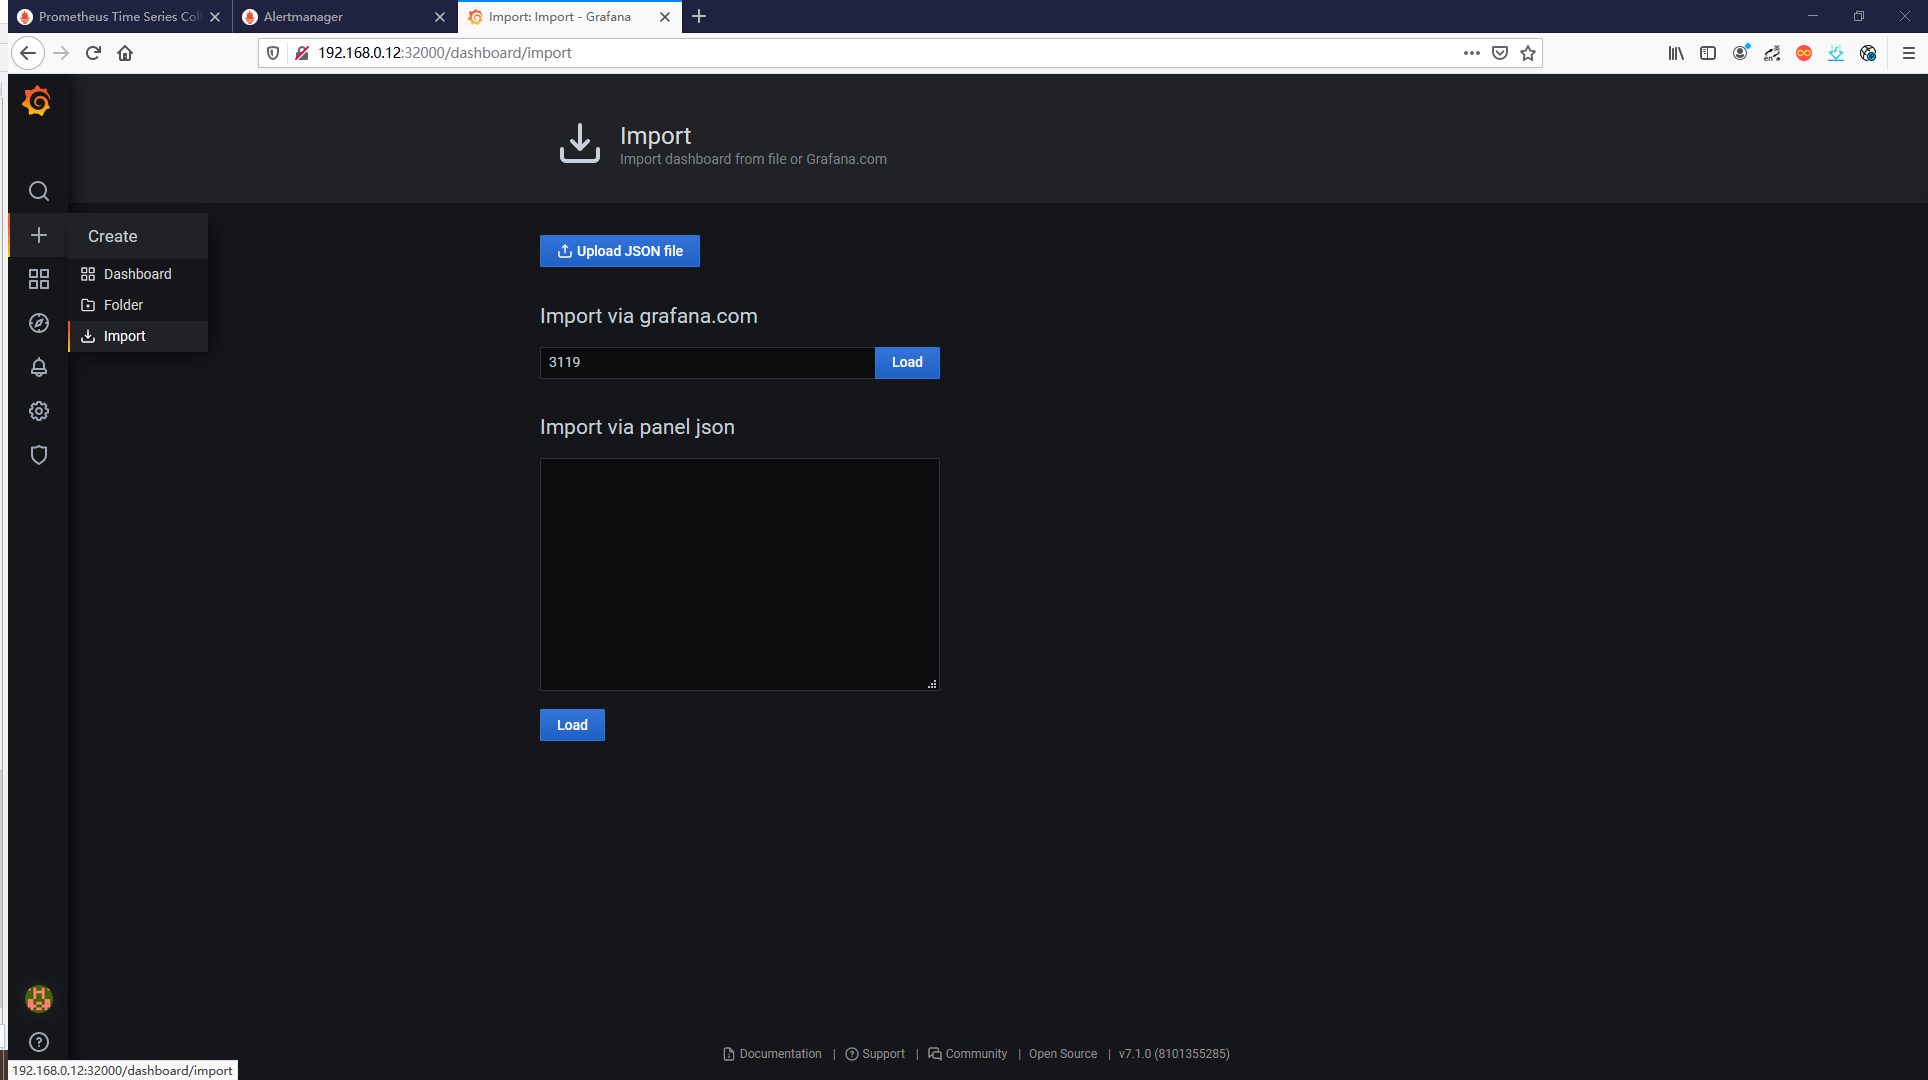 Prometheus Time Series Coll
Alertmanager
Import: Import - Grafana
192.168.0.12:32000/dashboard/import
en
Import
Import dashboard from file or Grafana.com
Create
Dashboard
Folder
Import
Upload JSON file
Import via grafana.com
3119
Load
Import via panel json
Load
Documentation | Support | Community | Open Source | v7.1.0 (8101355285)
192.168.0.12:32000/dashboard/import